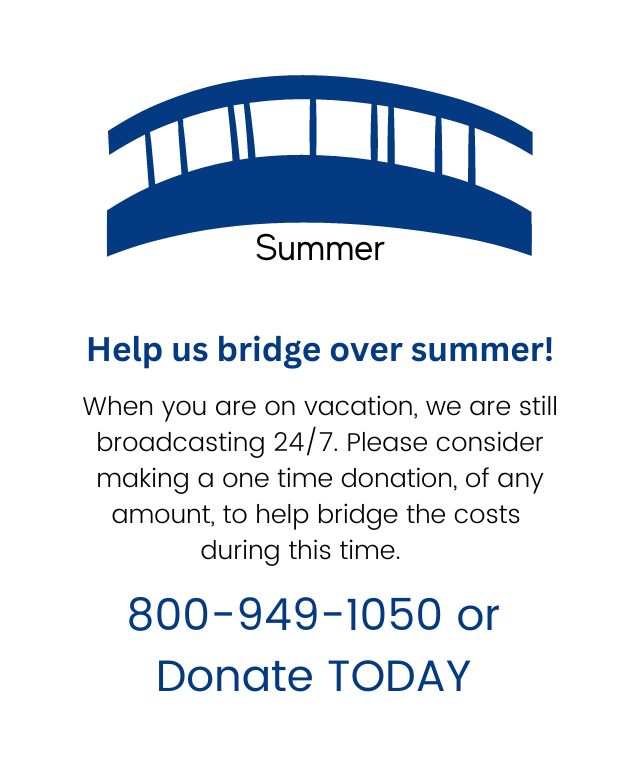 Summer
Help us bridge over summer!
When you are on vacation, we are still
broadcasting 24/7. Please consider
making a one time donation, of any
amount, to help bridge the costs
during this time.
800-949-1050 or
Donate TODAY